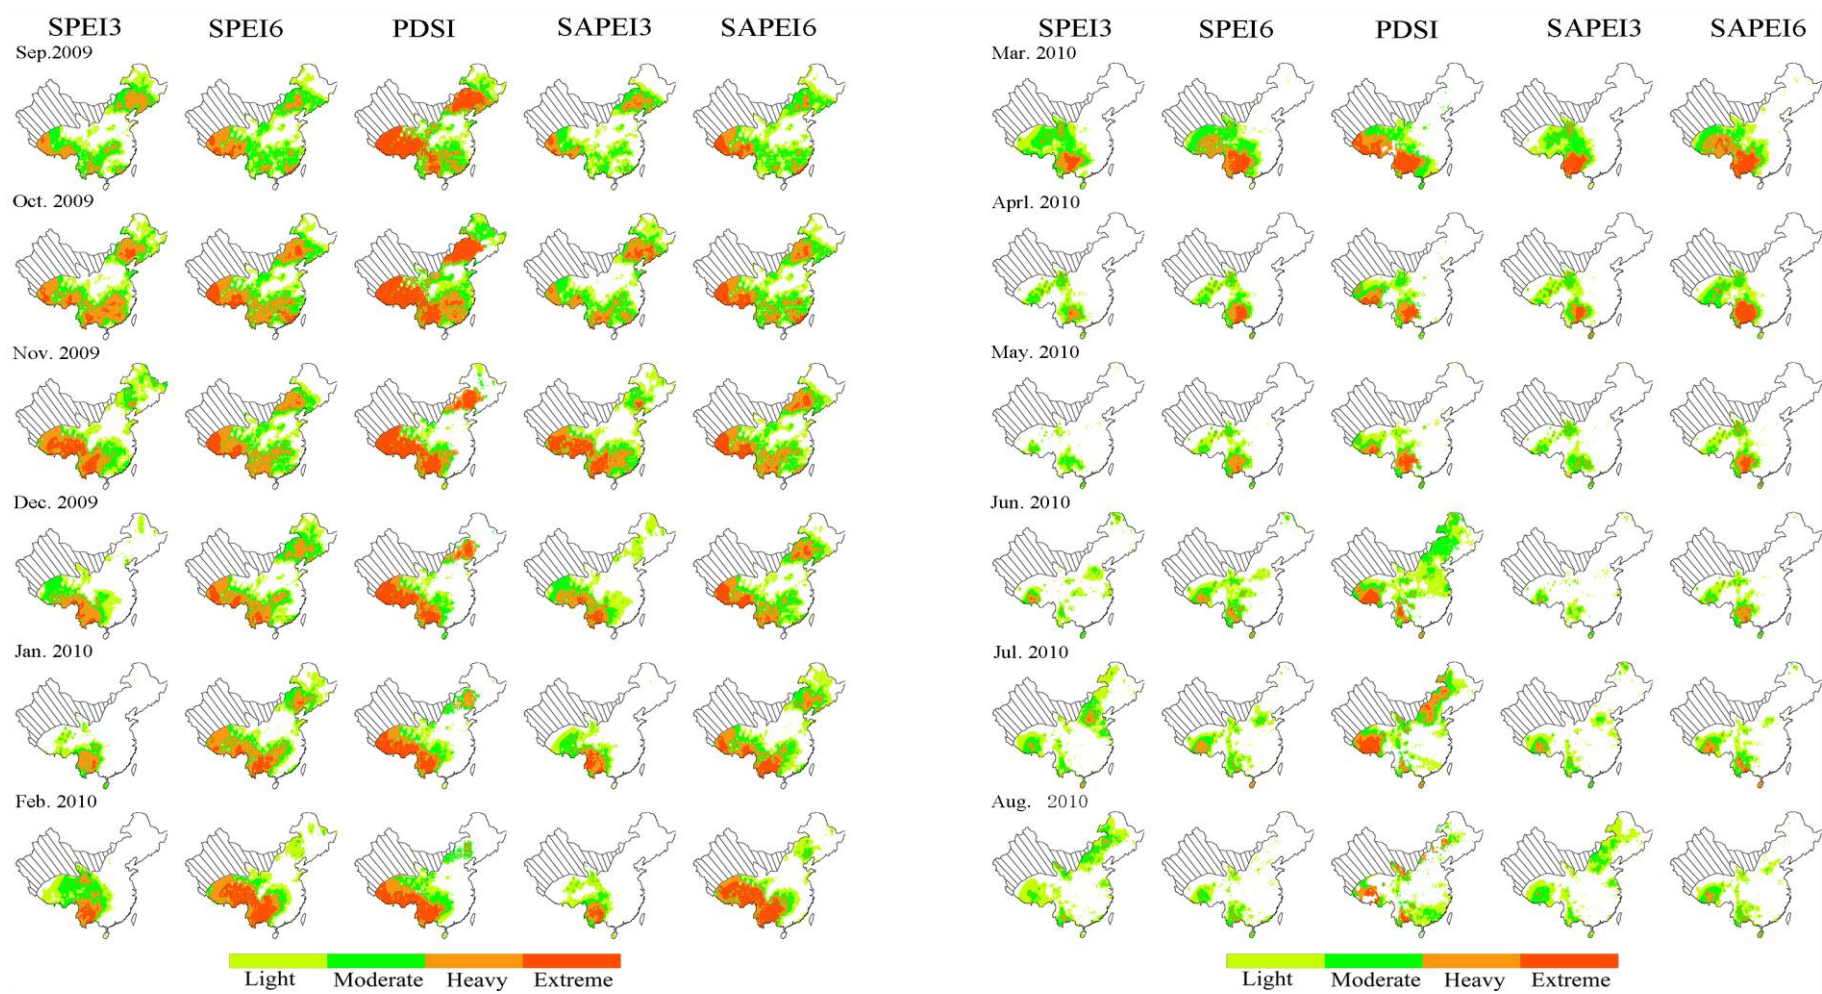 SPEI3 SPEI6 PDSI SAPEI3 SAPEI6
Sep.2009
Oct. 2009
Nov. 2009
Dec. 2009
Jan. 2010
Feb. 2010
Light Moderate Heavy Extreme
SPEI3 SPEI6 PDSI SAPEI3 SAPEI6
Mar. 2010
Aprl. 2010
May. 2010
Jun. 2010
Jul. 2010
Aug. 2010
Light Moderate Heavy Extreme